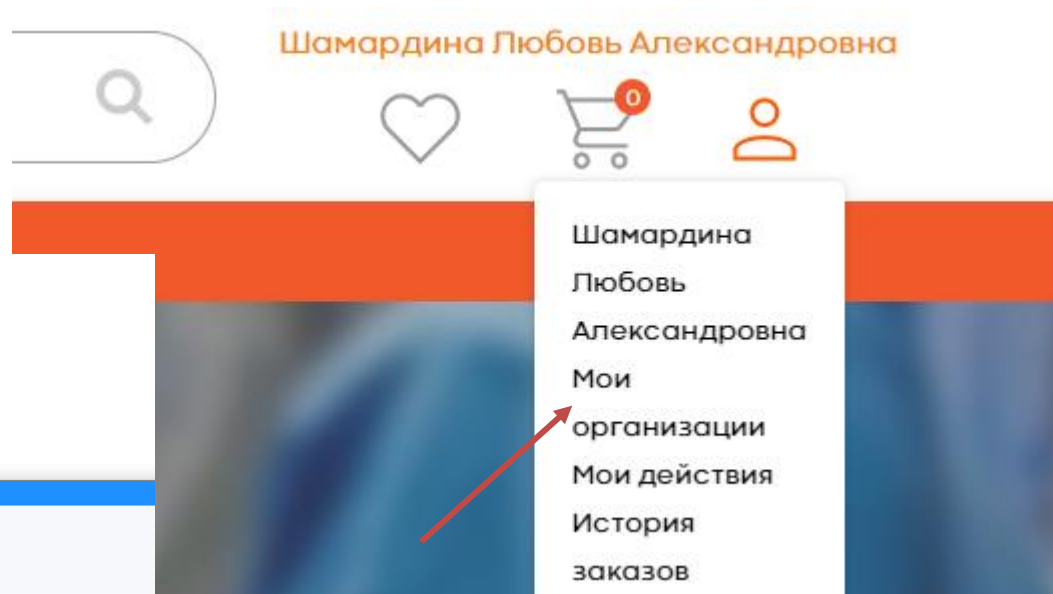 Шамардина Любовь Александровна
0
Шамардина
Любовь
Александровна
Мои
организации
Мои действия
История
заказов